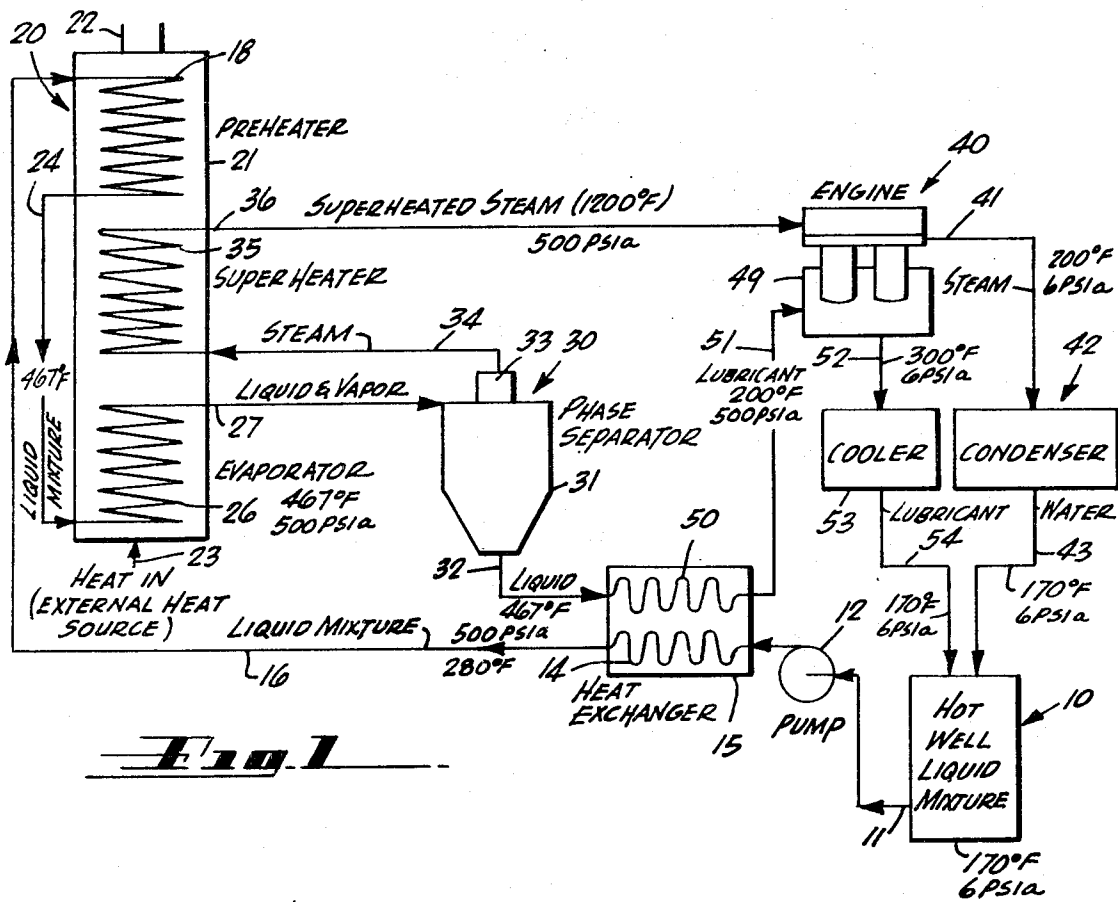 22
20
18
PREHEATER
21
24
36
SUPERHEATED STEAM (1200°F)
500 PSIa
ENGINE
40
41
35
SUPER HEATER
49
200°F
STEAM 6PSIa
STEAM
34
33
30
467°F
LIQUID & VAPOR
27
PHASE
SEPARATOR
51
LUBRICANT
200°F
500PSIa
52
300°F
6PSIa
42
LIQUID
MIXTURE
EVAPORATOR
26 467°F
500PSIa
31
COOLER
CONDENSER
53
LUBRICANT
54
WATER
43
23
HEAT IN
(EXTERNAL HEAT
SOURCE)
32
LIQUID
467°F
500PSIa
50
170°F
6PSIa
170°F
6PSIa
LIQUID MIXTURE
16
280°F
14
HEAT
EXCHANGER
15
12
PUMP
HOT
WELL
LIQUID
MIXTURE
10
11
170°F
6PSIa
Fig 1